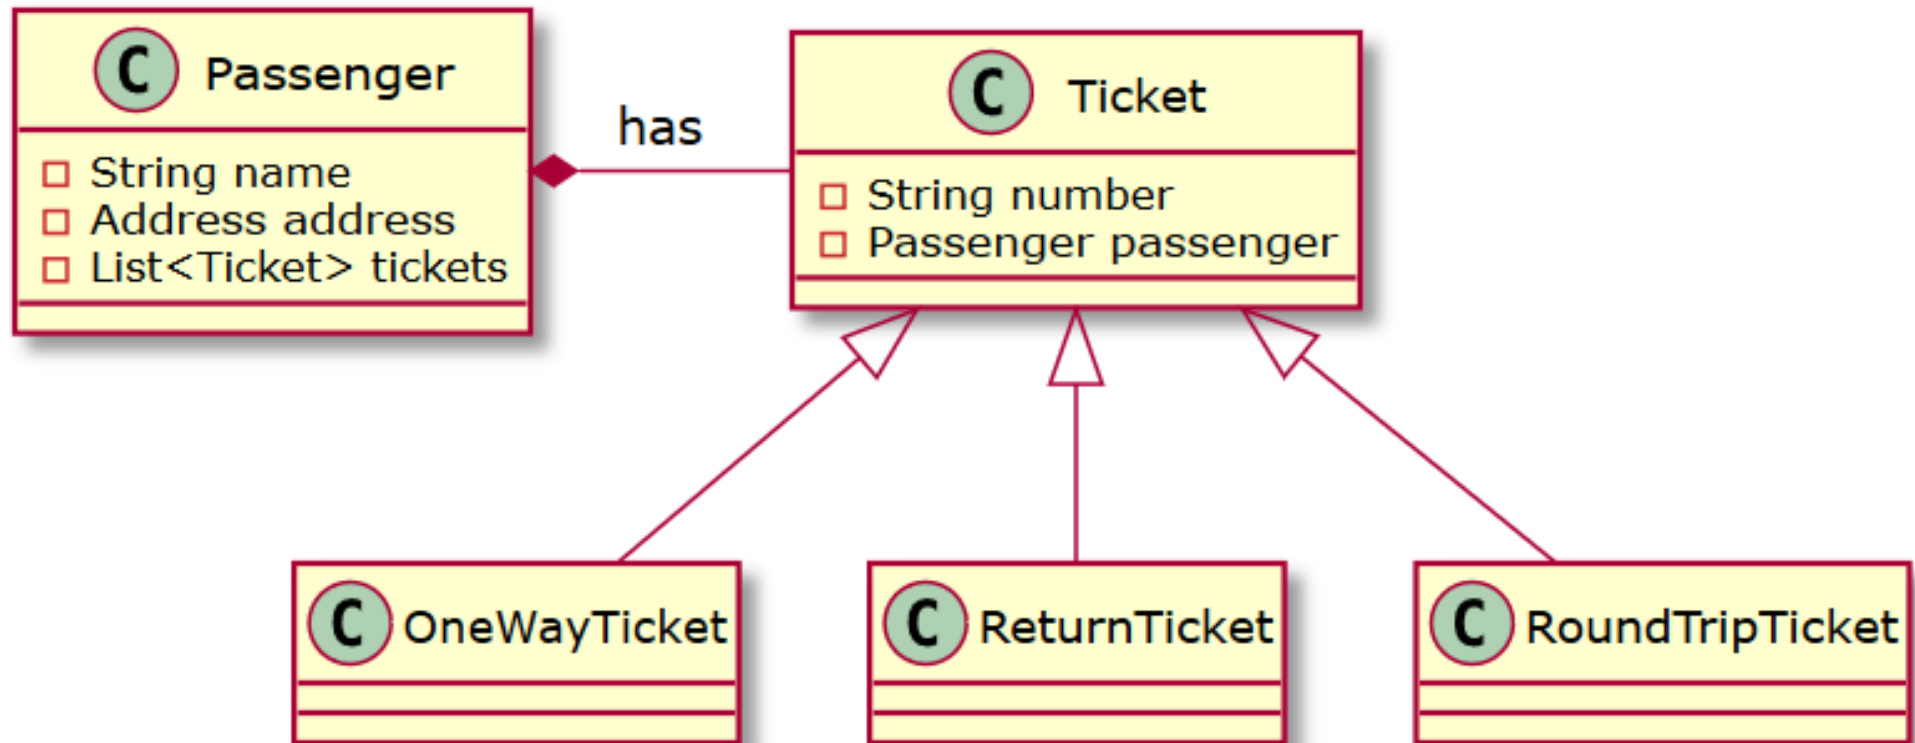 C Passenger
String name
Address address
List<Ticket> tickets
has
C Ticket
String number
Passenger passenger
C OneWayTicket
C ReturnTicket
C RoundTripTicket